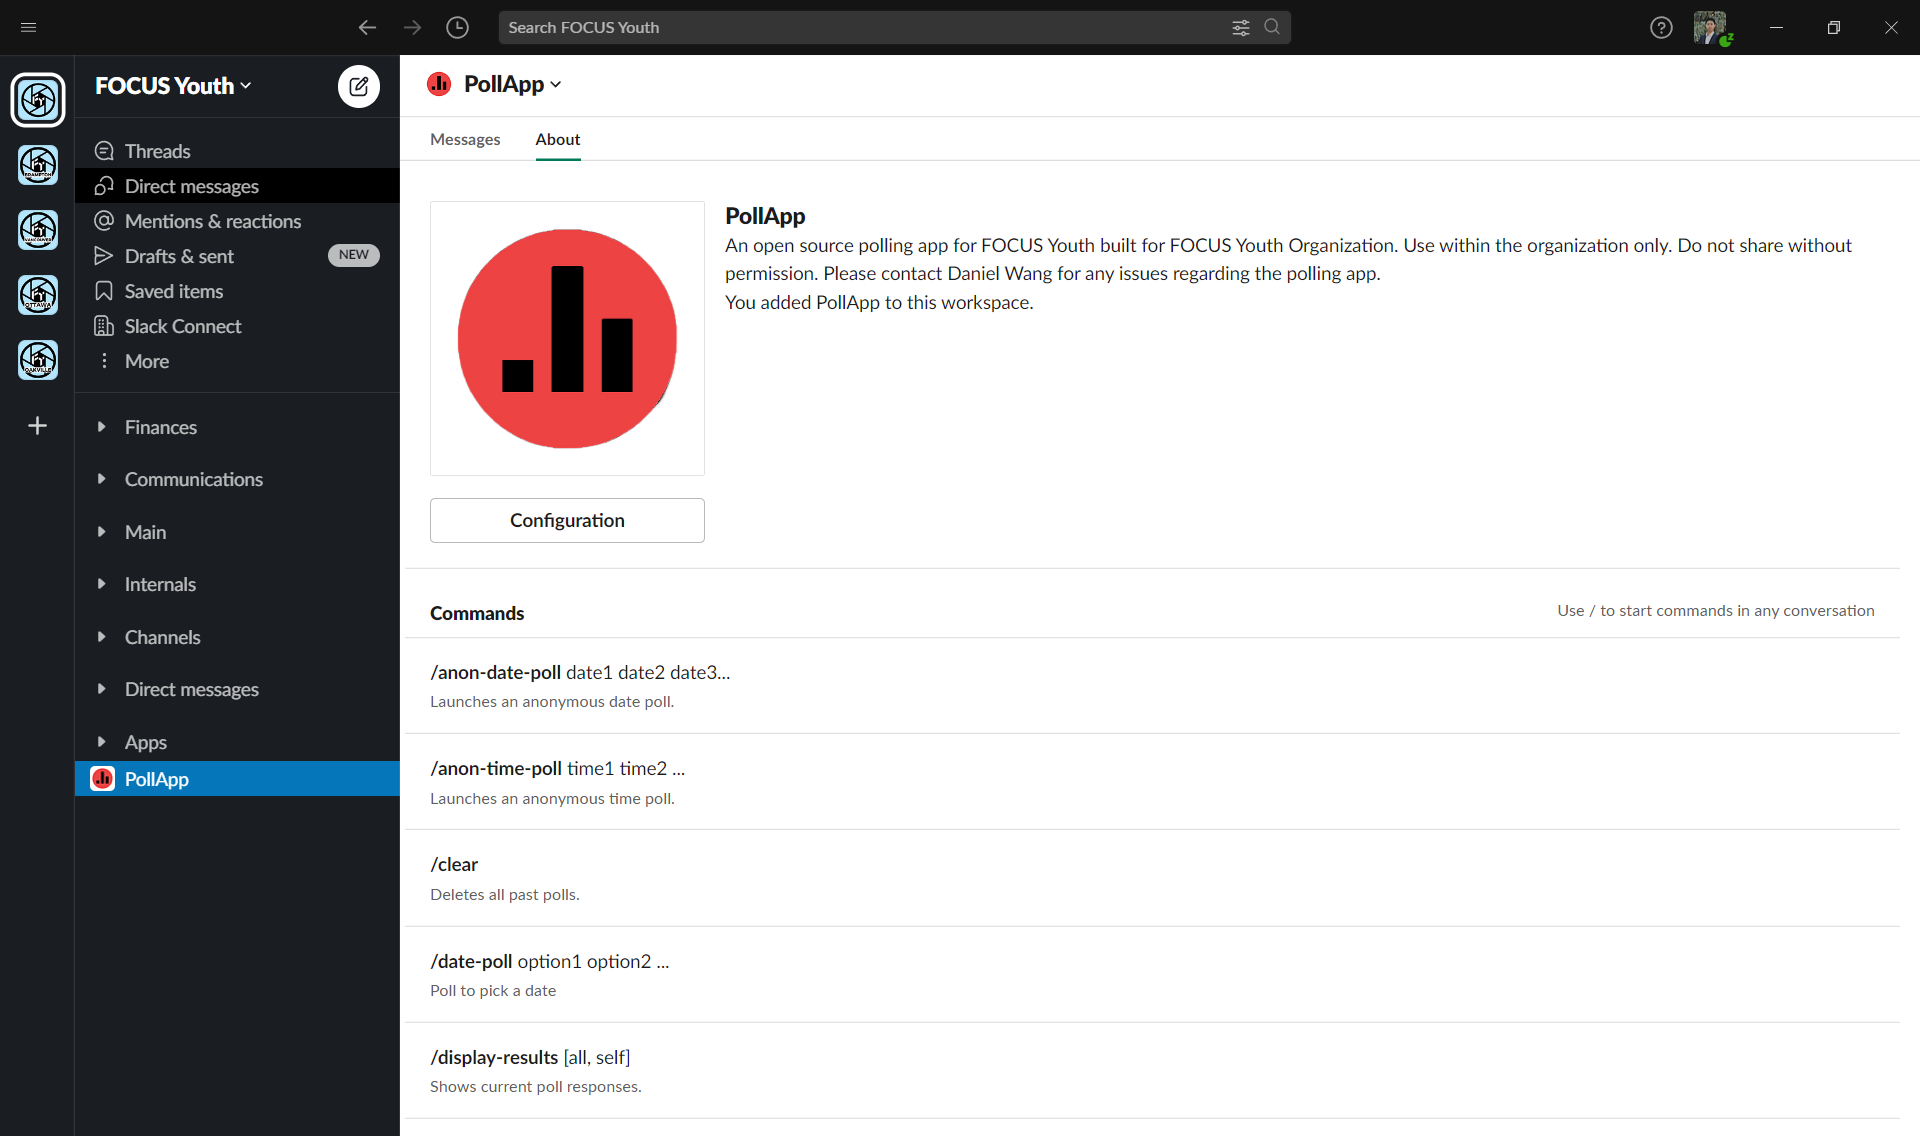 Search FOCUS Youth
FOCUS Youth
PollApp
Messages
About
Threads
Direct messages
Mentions & reactions
Drafts & sent
NEW
Saved items
Slack Connect
More
Finances
Communications
Main
Internals
Channels
Direct messages
Apps
PollApp
BRAMPTON
VANCOUVER
OTTAWA
OAKVILLE
PollApp
An open source polling app for FOCUS Youth built for FOCUS Youth Organization. Use within the organization only. Do not share without
permission. Please contact Daniel Wang for any issues regarding the polling app.
You added PollApp to this workspace.
Configuration
Commands
Use / to start commands in any conversation
/anon-date-poll date1 date2 date3...
Launches an anonymous date poll.
/anon-time-poll time1 time2 ...
Launches an anonymous time poll.
/clear
Deletes all past polls.
/date-poll option1 option2 ...
Poll to pick a date
/display-results [all, self]
Shows current poll responses.